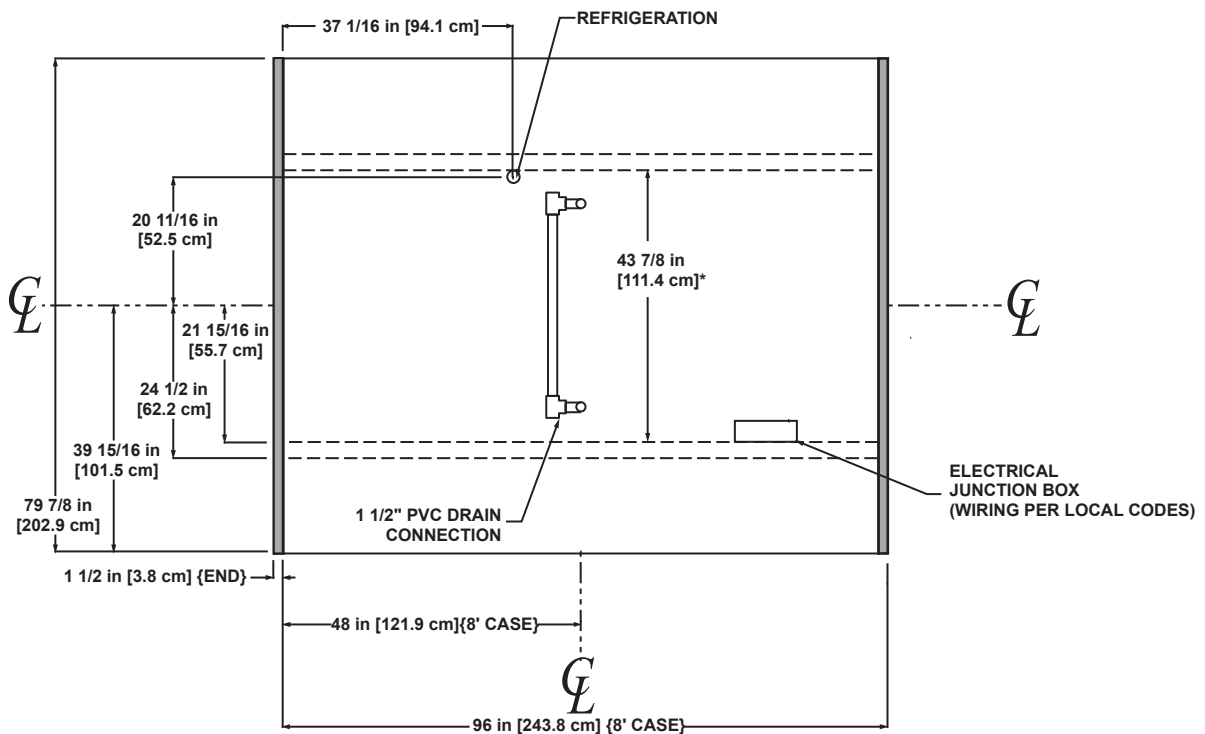 37 1/16 in [94.1 cm]
REFRIGERATION
20 11/16 in
[52.5 cm]
43 7/8 in
[111.4 cm]*
CL
CL
21 15/16 in
[55.7 cm]
24 1/2 in
[62.2 cm]
39 15/16 in
[101.5 cm]
79 7/8 in
[202.9 cm]
ELECTRICAL
JUNCTION BOX
(WIRING PER LOCAL CODES)
1 1/2" PVC DRAIN
CONNECTION
1 1/2 in [3.8 cm] {END}
48 in [121.9 cm]{8' CASE}
CL
96 in [243.8 cm] {8' CASE}